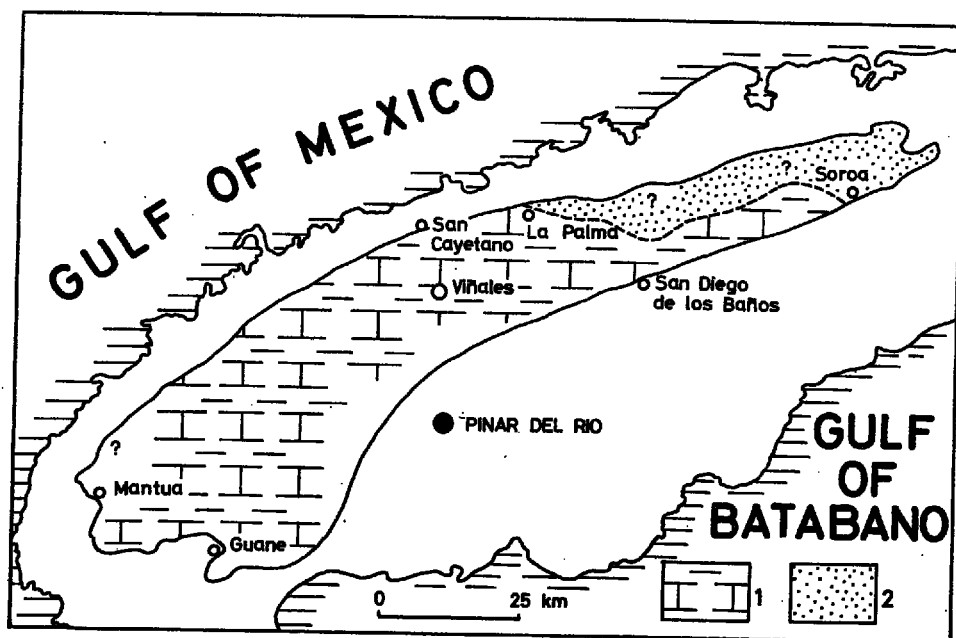 GULF OF MEXICO
?
?
Soroa
San
Cayetano
La Palma
Viñales
San Diego
de los Baños
PINAR DEL RIO
GULF
OF
BATABANO
?
Mantua
Guane
0 25 km
1
2